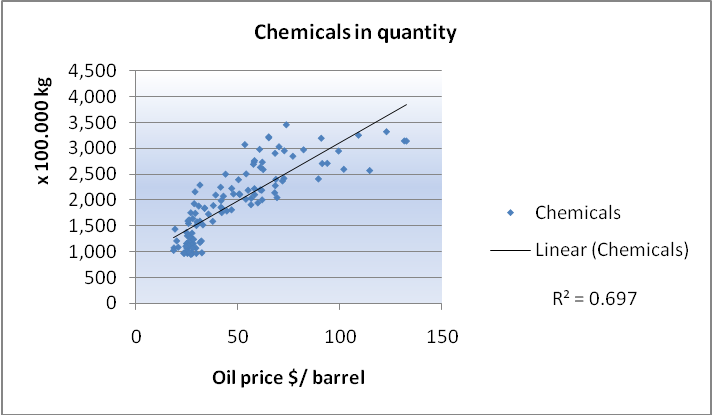 Chemicals in quantity
x 100.000 kg
4,500
4,000
3,500
3,000
2,500
2,000
1,500
1,000
500
0
0 50 100 150
Oil price $/ barrel
Chemicals
Linear (Chemicals)
R² = 0.697